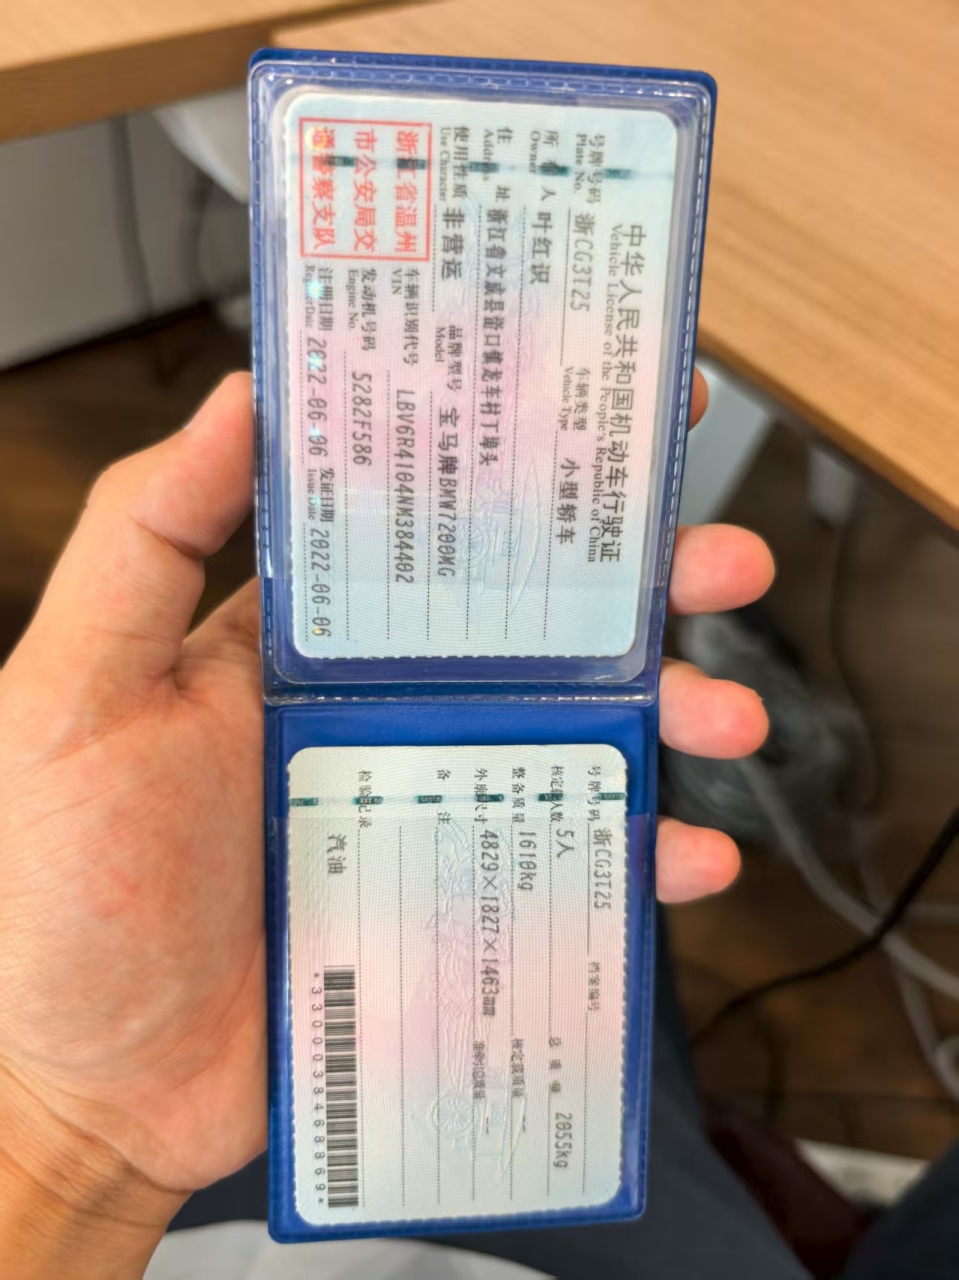 中华人民共和国机动车行驶证
Vehicle License of the People's Republic of China
号牌号码 浙CG3T25 车辆类型 小型轿车
Plate No. Vehicle Type
所有人 叶红识
Owner
住址 浙江省文成县峃口镇龙车村丁埠头
Address
使用性质 非营运 品牌型号 宝马牌BMW7200MG
Use Character Model
浙江省温州
市公安局交
通警察支队
车辆识别代号 LBV6R4104NM384402
VIN
发动机号码 5282F586
Engine No.
注册日期 2022-06-06 发证日期 2022-06-06
Register Date Issue Date
号牌号码 浙CG3T25 档案编号
核定载人数 5人 总质量 2055kg
整备质量 1610kg 核定载质量 --
外廓尺寸 4829×1827×1463mm 准牵引总质量 --
备注
检验记录
汽油
*3300038468869*